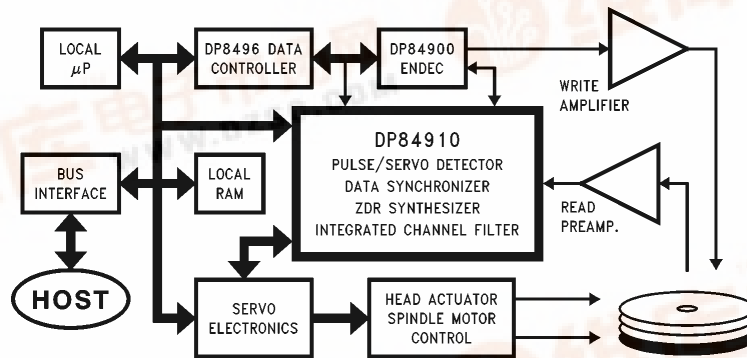 LOCAL
μP
DP8496 DATA
CONTROLLER
DP84900
ENDEC
WRITE
AMPLIFIER
DP84910
PULSE/SERVO DETECTOR
DATA SYNCHRONIZER
ZDR SYNTHESIZER
INTEGRATED CHANNEL FILTER
BUS
INTERFACE
LOCAL
RAM
READ
PREAMP.
HOST
SERVO
ELECTRONICS
HEAD ACTUATOR
SPINDLE MOTOR
CONTROL